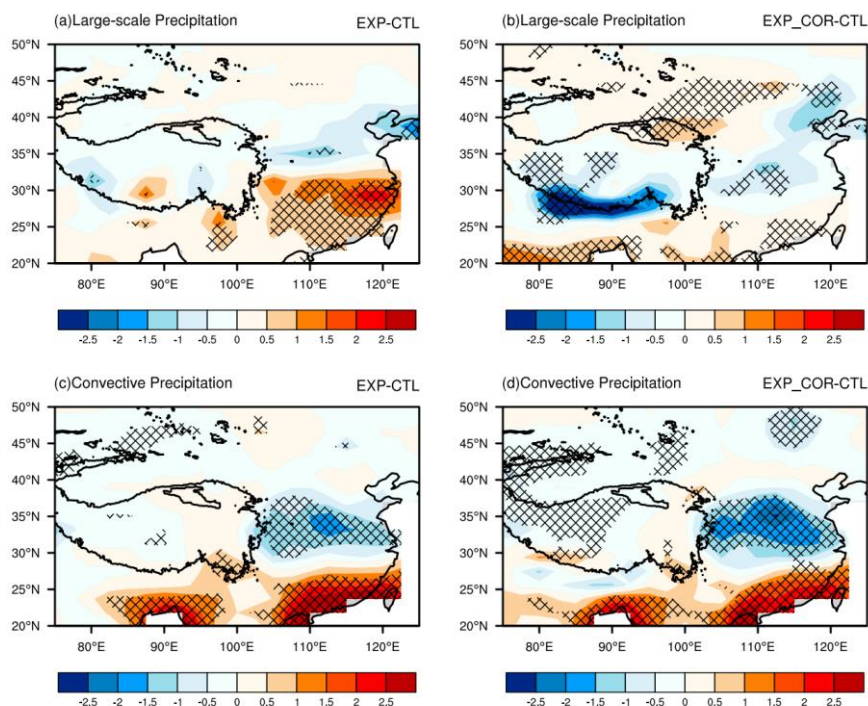 (a)Large-scale Precipitation EXP-CTL
50°N
45°N
40°N
35°N
30°N
25°N
20°N
80°E 90°E 100°E 110°E 120°E
-2.5 -2 -1.5 -1 -0.5 0 0.5 1 1.5 2 2.5
(b)Large-scale Precipitation EXP_COR-CTL
50°N
45°N
40°N
35°N
30°N
25°N
20°N
80°E 90°E 100°E 110°E 120°E
-2.5 -2 -1.5 -1 -0.5 0 0.5 1 1.5 2 2.5
(c)Convective Precipitation EXP-CTL
50°N
45°N
40°N
35°N
30°N
25°N
20°N
80°E 90°E 100°E 110°E 120°E
-2.5 -2 -1.5 -1 -0.5 0 0.5 1 1.5 2 2.5
(d)Convective Precipitation EXP_COR-CTL
50°N
45°N
40°N
35°N
30°N
25°N
20°N
80°E 90°E 100°E 110°E 120°E
-2.5 -2 -1.5 -1 -0.5 0 0.5 1 1.5 2 2.5